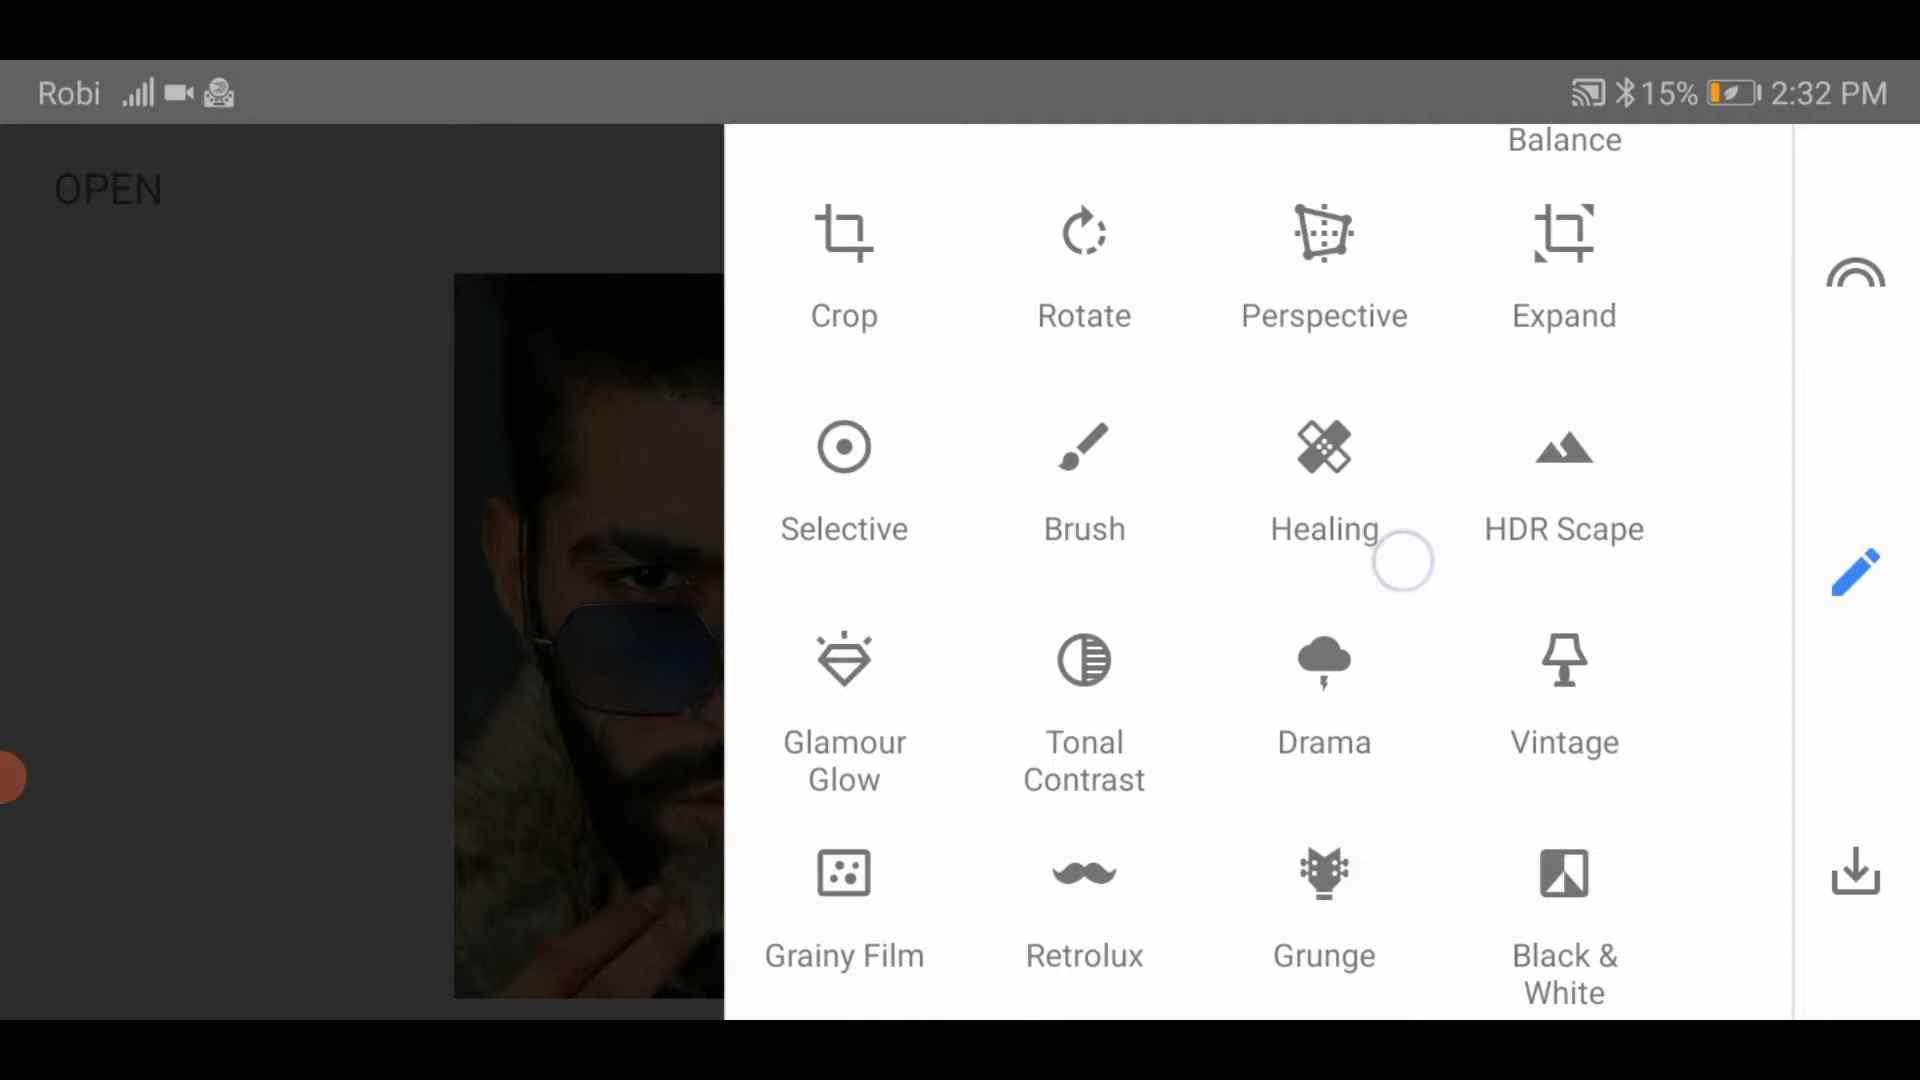 Robi
15%
2:32 PM
OPEN
Balance
Crop
Rotate
Perspective
Expand
Selective
Brush
Healing
HDR Scape
Glamour
Glow
Tonal
Contrast
Drama
Vintage
Grainy Film
Retrolux
Grunge
Black &
White